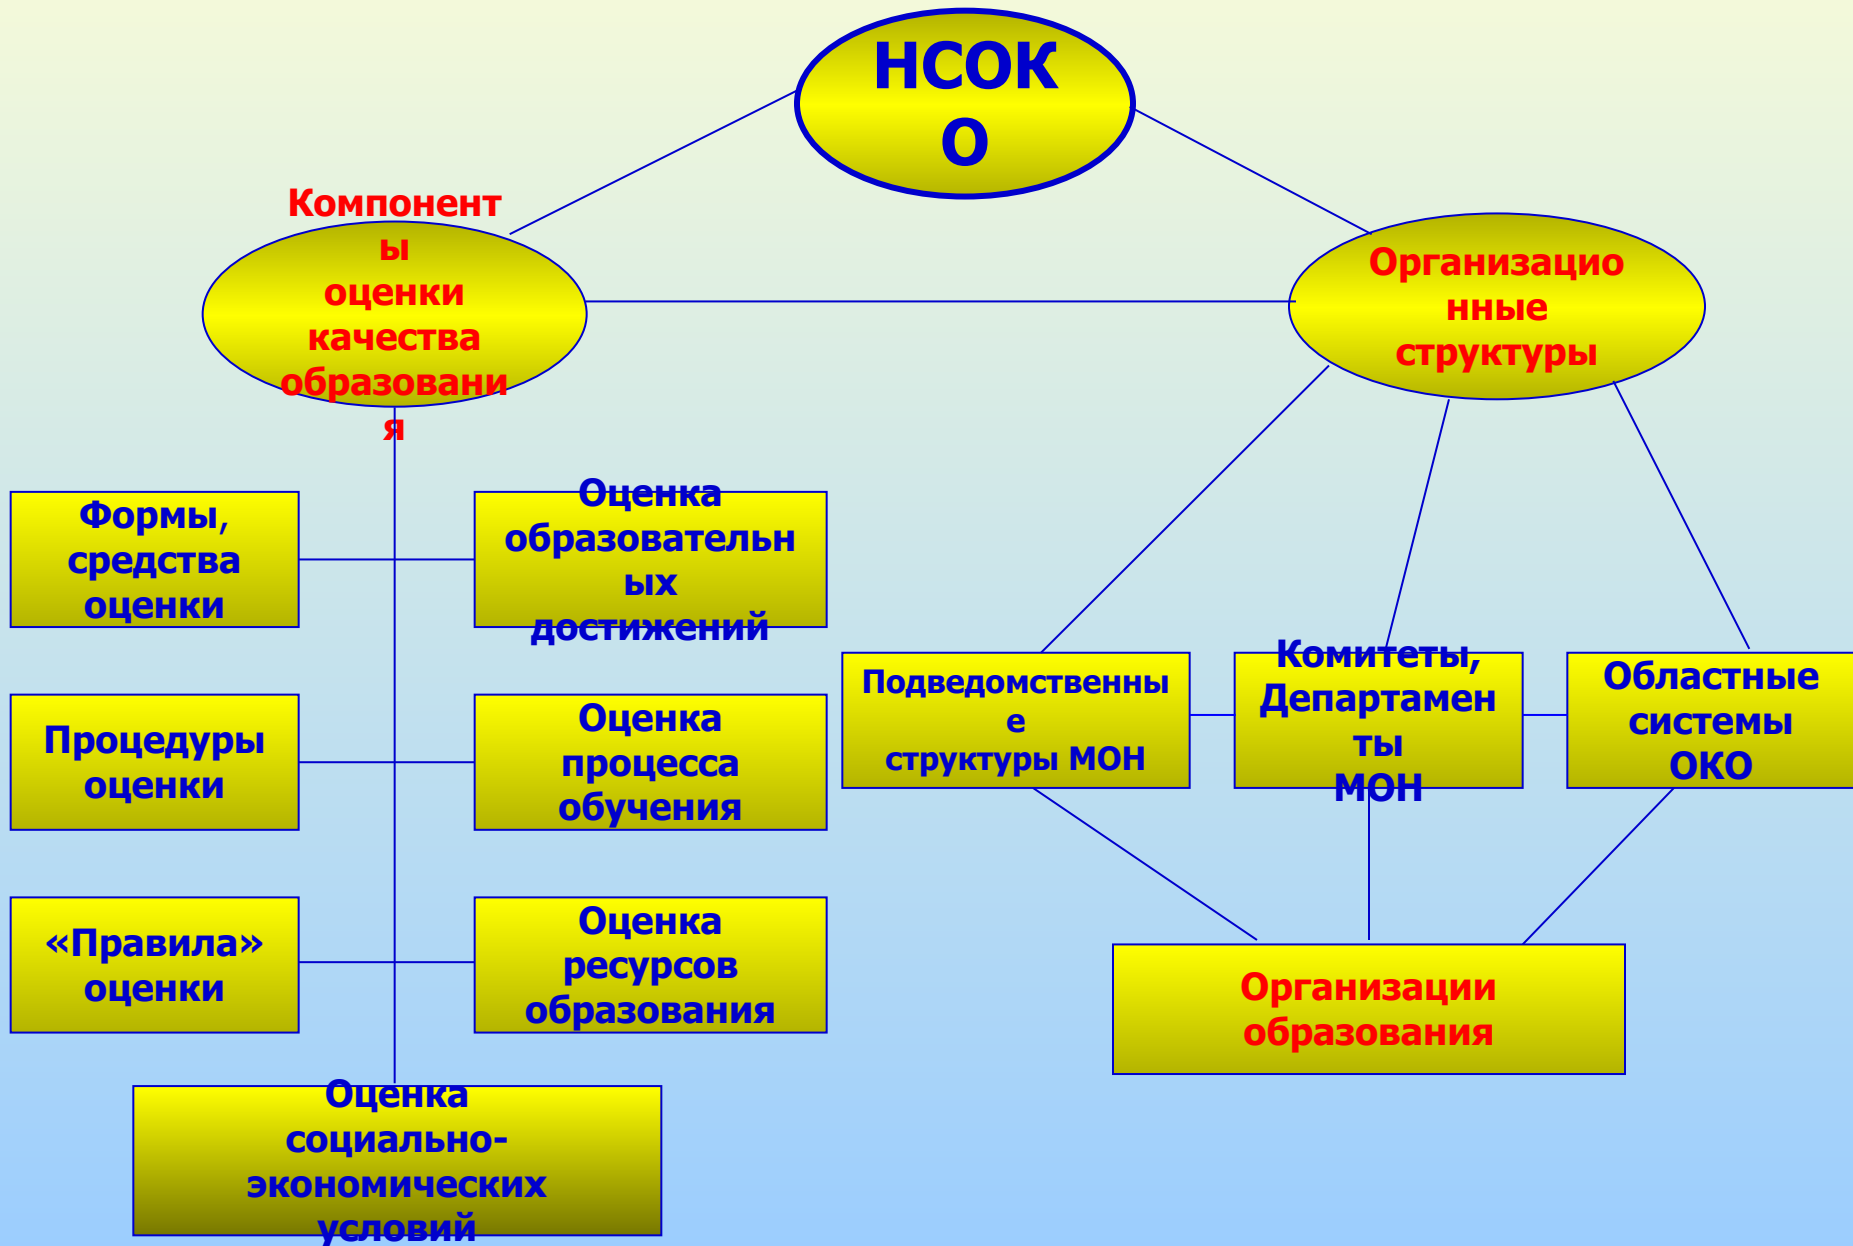 НСОК
О
Компонент
ы
оценки
качества
образовани
я
Организацио
нные
структуры
Формы,
средства
оценки
Оценка
образовательн
ых
достижений
Процедуры
оценки
Оценка
процесса
обучения
«Правила»
оценки
Оценка
ресурсов
образования
Оценка
социально-
экономических
условий
Подведомственны
е
структуры МОН
Комитеты,
Департамен
ты
МОН
Областные
системы
ОКО
Организации
образования